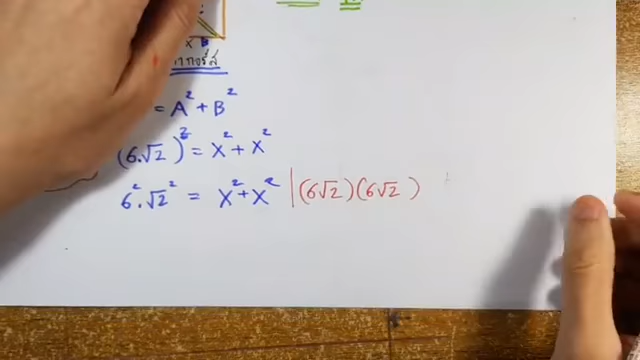 x B
= A² + B²
(6.√2)² = x² + x²
6².√2² = x² + x² | (6√2)(6√2)